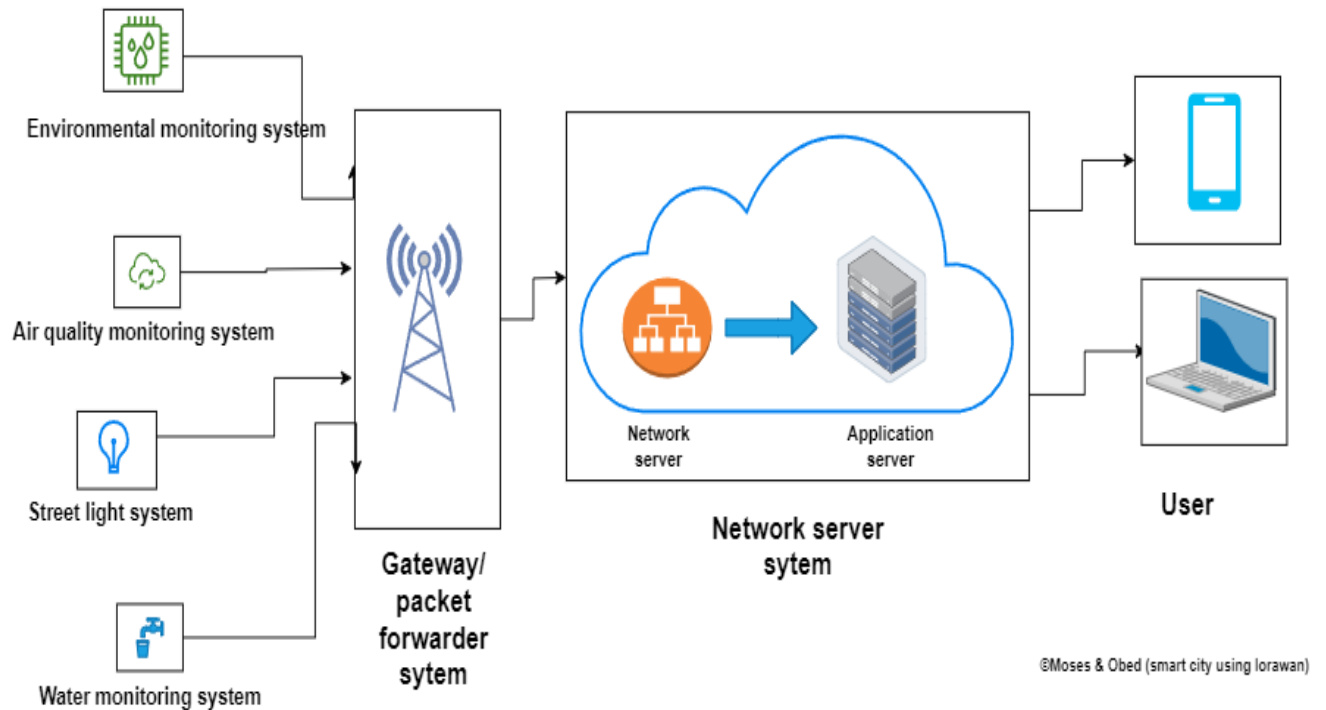 Environmental monitoring system
Air quality monitoring system
Street light system
Water monitoring system
Gateway/
packet
forwarder
sytem
Network
server
Application
server
Network server
sytem
User
©Moses & Obed (smart city using lorawan)